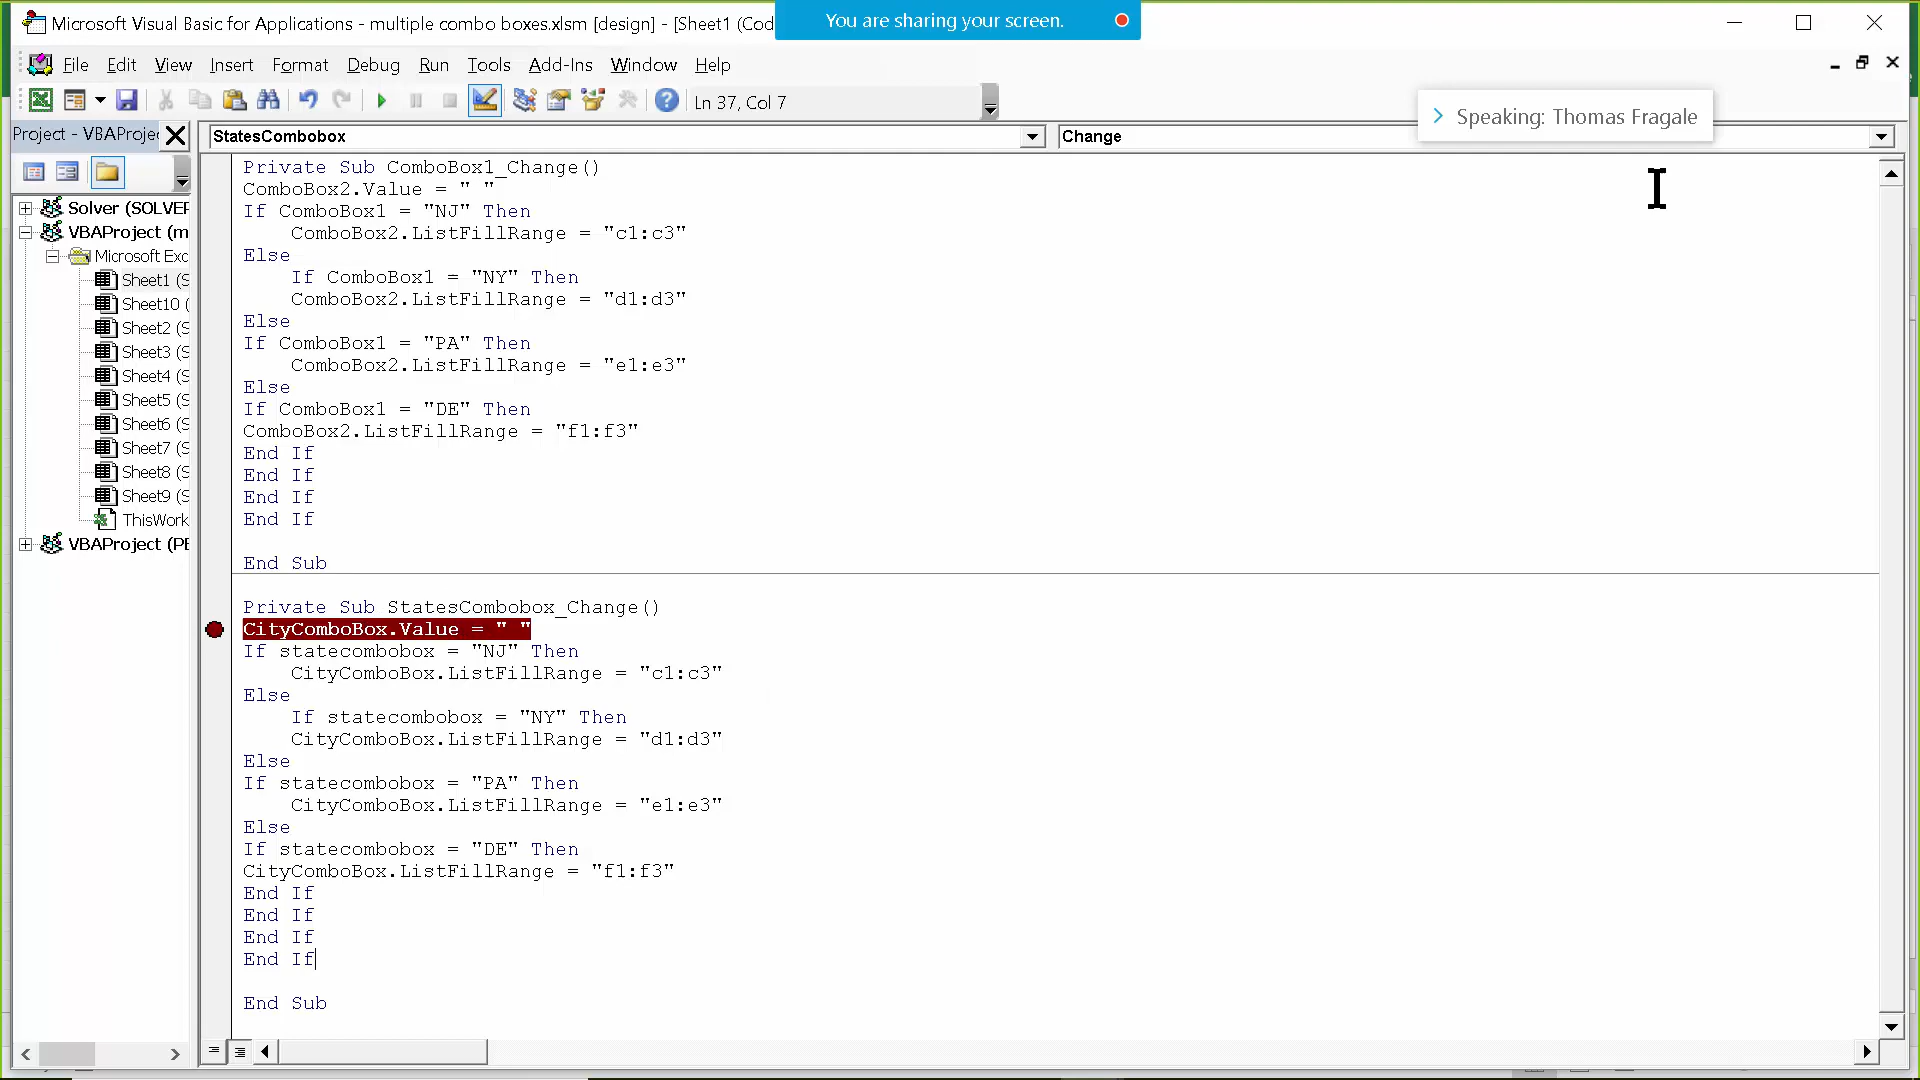 Microsoft Visual Basic for Applications - multiple combo boxes.xlsm [design] - [Sheet1 (Cod
You are sharing your screen.
File Edit View Insert Format Debug Run Tools Add-Ins Window Help
Ln 37, Col 7
Speaking: Thomas Fragale
Project - VBAProje
StatesCombobox
Change
Solver (SOLVER
VBAProject (m
Microsoft Exc
Sheet1 (S
Sheet10 (
Sheet2 (S
Sheet3 (S
Sheet4 (S
Sheet5 (S
Sheet6 (S
Sheet7 (S
Sheet8 (S
Sheet9 (S
ThisWork
VBAProject (PE
Private Sub ComboBox1_Change()
ComboBox2.Value = " "
If ComboBox1 = "NJ" Then
ComboBox2.ListFillRange = "c1:c3"
Else
If ComboBox1 = "NY" Then
ComboBox2.ListFillRange = "d1:d3"
Else
If ComboBox1 = "PA" Then
ComboBox2.ListFillRange = "e1:e3"
Else
If ComboBox1 = "DE" Then
ComboBox2.ListFillRange = "f1:f3"
End If
End If
End If
End If
End Sub
Private Sub StatesCombobox_Change()
CityComboBox.Value = " "
If statecombobox = "NJ" Then
CityComboBox.ListFillRange = "c1:c3"
Else
If statecombobox = "NY" Then
CityComboBox.ListFillRange = "d1:d3"
Else
If statecombobox = "PA" Then
CityComboBox.ListFillRange = "e1:e3"
Else
If statecombobox = "DE" Then
CityComboBox.ListFillRange = "f1:f3"
End If
End If
End If
End If
End Sub